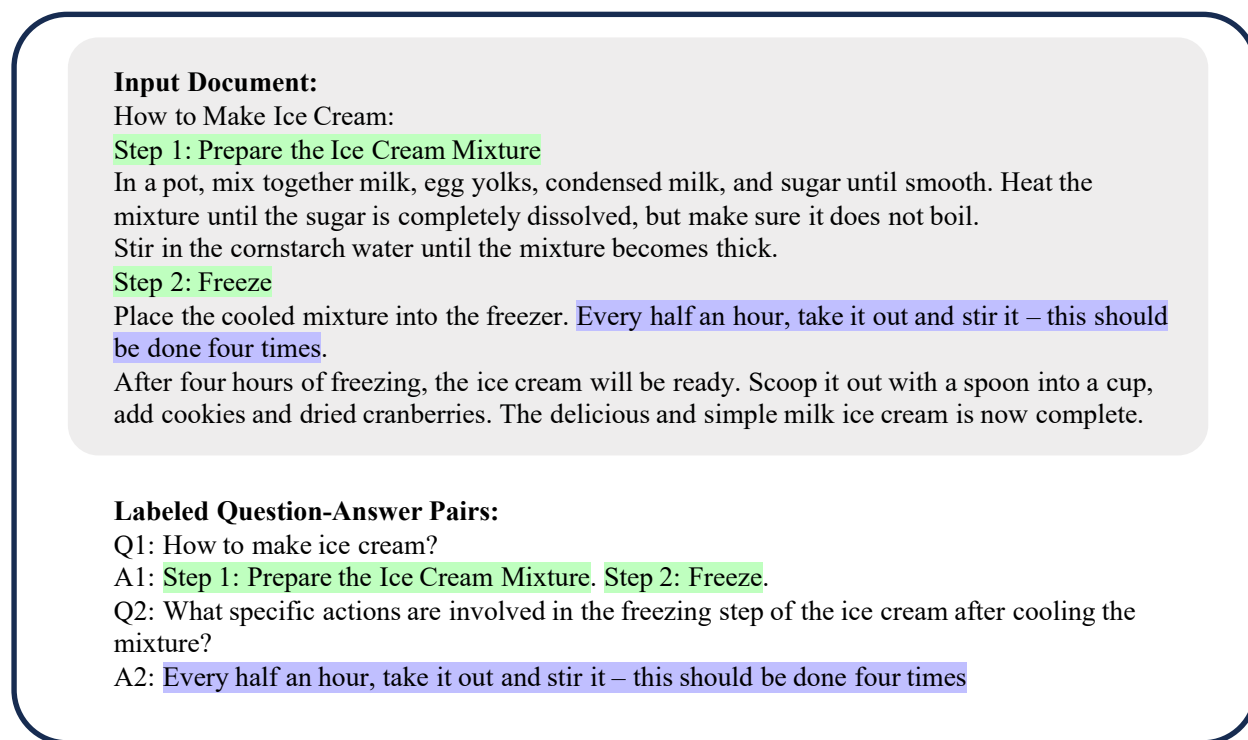 Input Document:
How to Make Ice Cream:
Step 1: Prepare the Ice Cream Mixture
In a pot, mix together milk, egg yolks, condensed milk, and sugar until smooth. Heat the
mixture until the sugar is completely dissolved, but make sure it does not boil.
Stir in the cornstarch water until the mixture becomes thick.
Step 2: Freeze
Place the cooled mixture into the freezer. Every half an hour, take it out and stir it – this should
be done four times.
After four hours of freezing, the ice cream will be ready. Scoop it out with a spoon into a cup,
add cookies and dried cranberries. The delicious and simple milk ice cream is now complete.
Labeled Question-Answer Pairs:
Q1: How to make ice cream?
A1: Step 1: Prepare the Ice Cream Mixture. Step 2: Freeze.
Q2: What specific actions are involved in the freezing step of the ice cream after cooling the
mixture?
A2: Every half an hour, take it out and stir it – this should be done four times